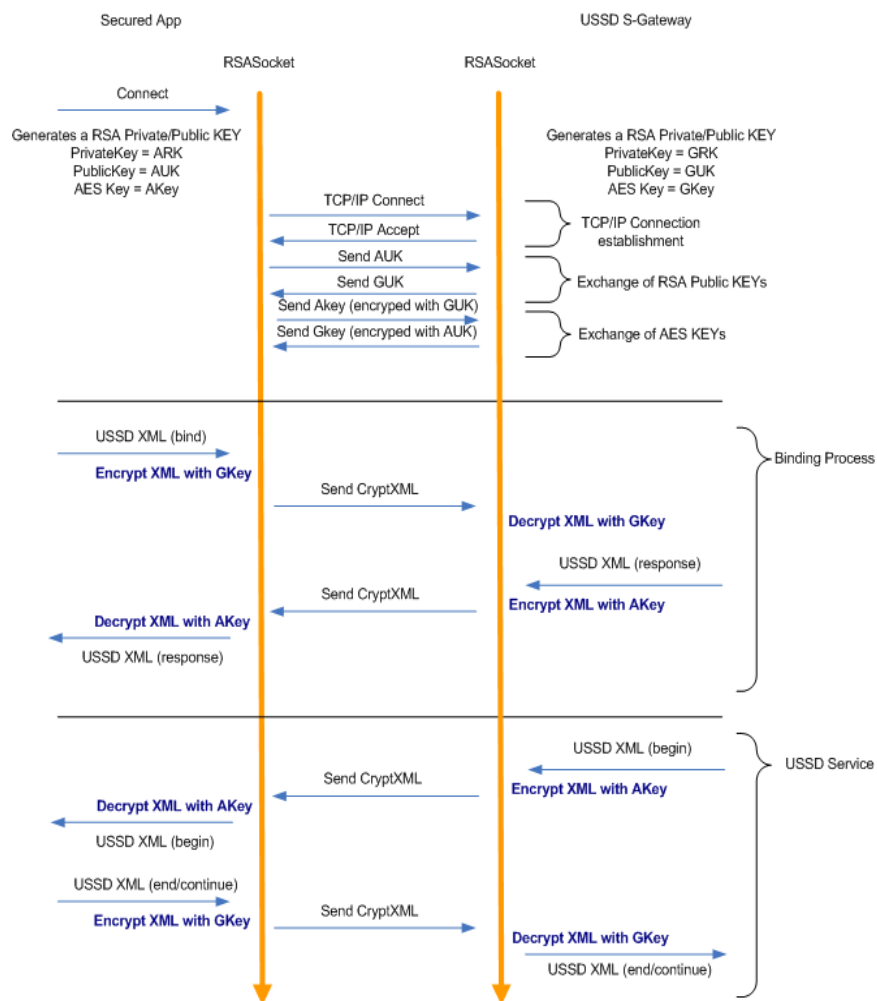 Secured App
USSD S-Gateway
RSASocket
RSASocket
Connect
Generates a RSA Private/Public KEY
PrivateKey = ARK
PublicKey = AUK
AES Key = AKey
Generates a RSA Private/Public KEY
PrivateKey = GRK
PublicKey = GUK
AES Key = GKey
TCP/IP Connect
TCP/IP Accept
TCP/IP Connection
establishment
Send AUK
Send GUK
Exchange of RSA Public KEYs
Send Akey (encryped with GUK)
Send Gkey (encryped with AUK)
Exchange of AES KEYs
USSD XML (bind)
Encrypt XML with GKey
Binding Process
Send CryptXML
Decrypt XML with GKey
USSD XML (response)
Send CryptXML
Encrypt XML with AKey
Decrypt XML with AKey
USSD XML (response)
USSD XML (begin)
USSD Service
Send CryptXML
Encrypt XML with AKey
Decrypt XML with AKey
USSD XML (begin)
USSD XML (end/continue)
Encrypt XML with GKey
Send CryptXML
Decrypt XML with GKey
USSD XML (end/continue)